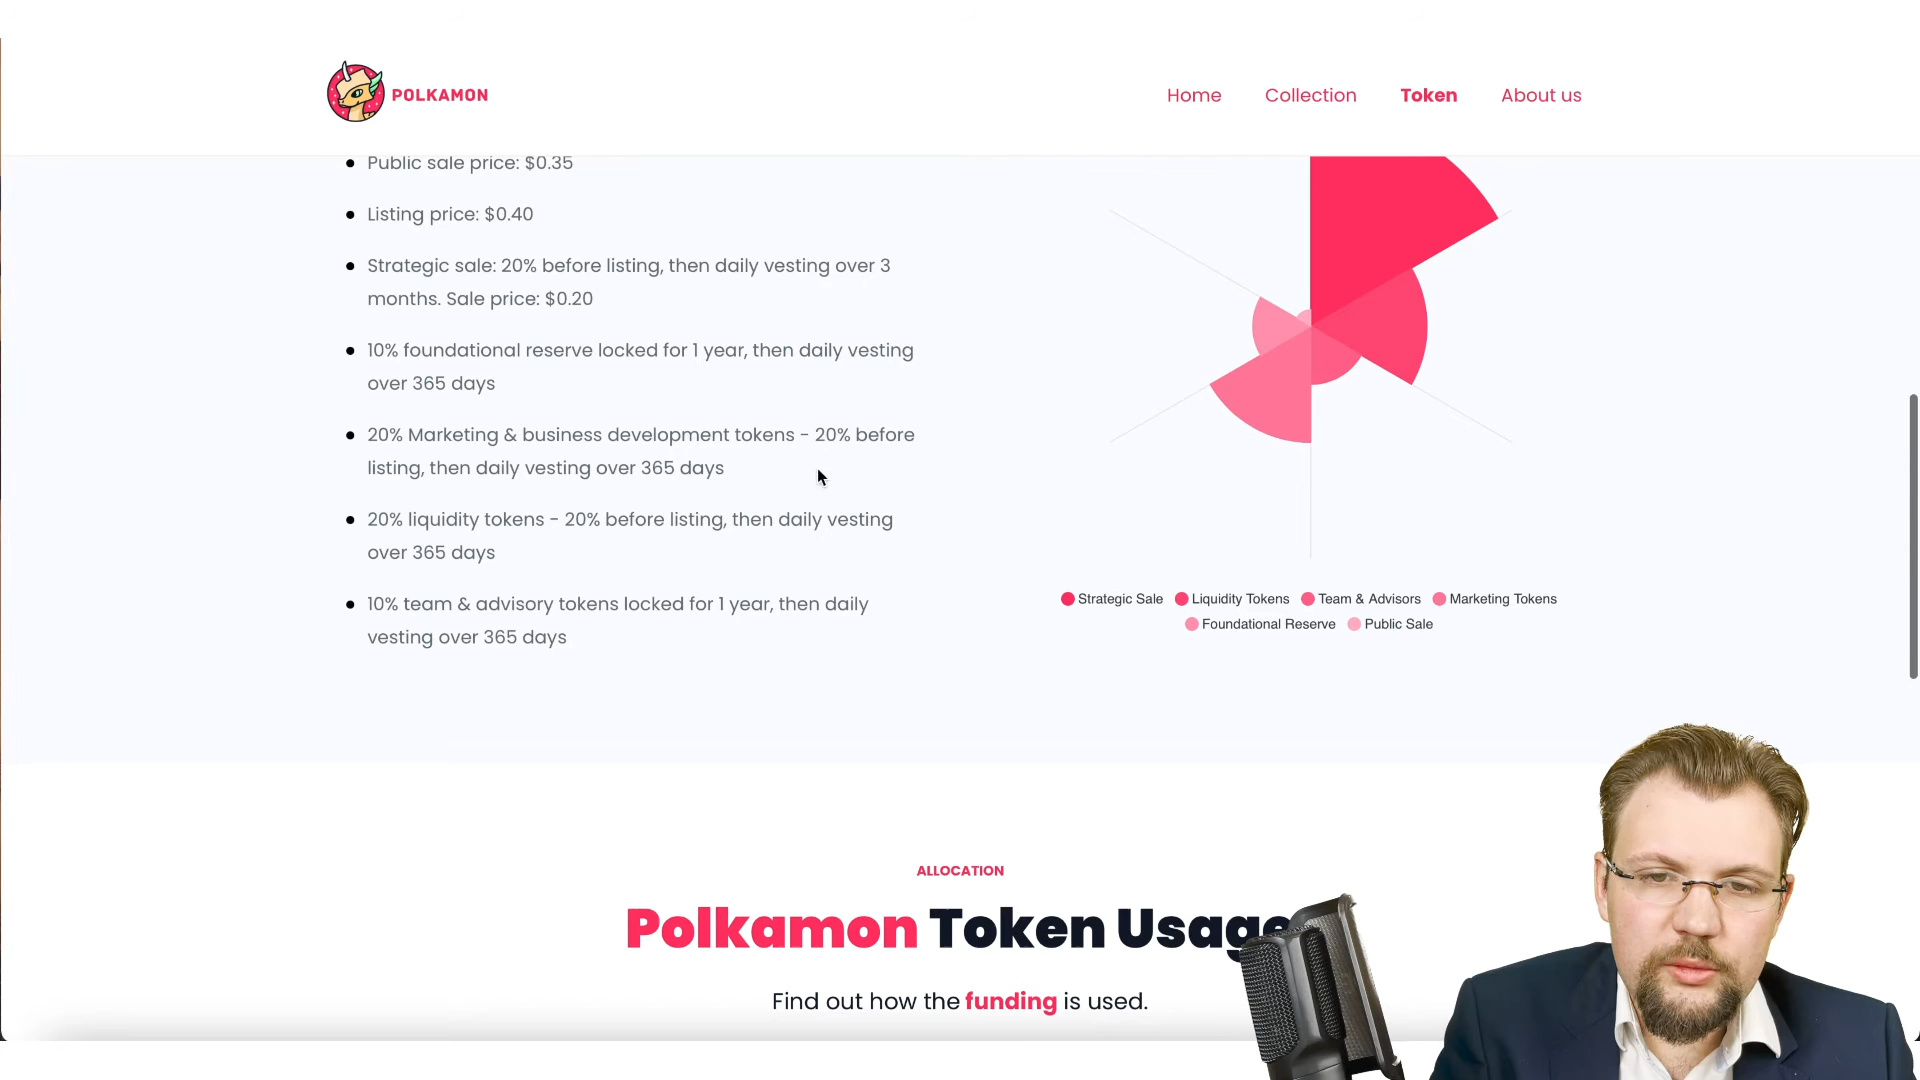 POLKAMON
Home
Collection
Token
About us
Public sale price: $0.35
Listing price: $0.40
Strategic sale: 20% before listing, then daily vesting over 3
months. Sale price: $0.20
10% foundational reserve locked for 1 year, then daily vesting
over 365 days
20% Marketing & business development tokens - 20% before
listing, then daily vesting over 365 days
20% liquidity tokens - 20% before listing, then daily vesting
over 365 days
10% team & advisory tokens locked for 1 year, then daily
vesting over 365 days
Strategic Sale
Liquidity Tokens
Team & Advisors
Marketing Tokens
Foundational Reserve
Public Sale
ALLOCATION
Polkamon Token Usage
Find out how the funding is used.